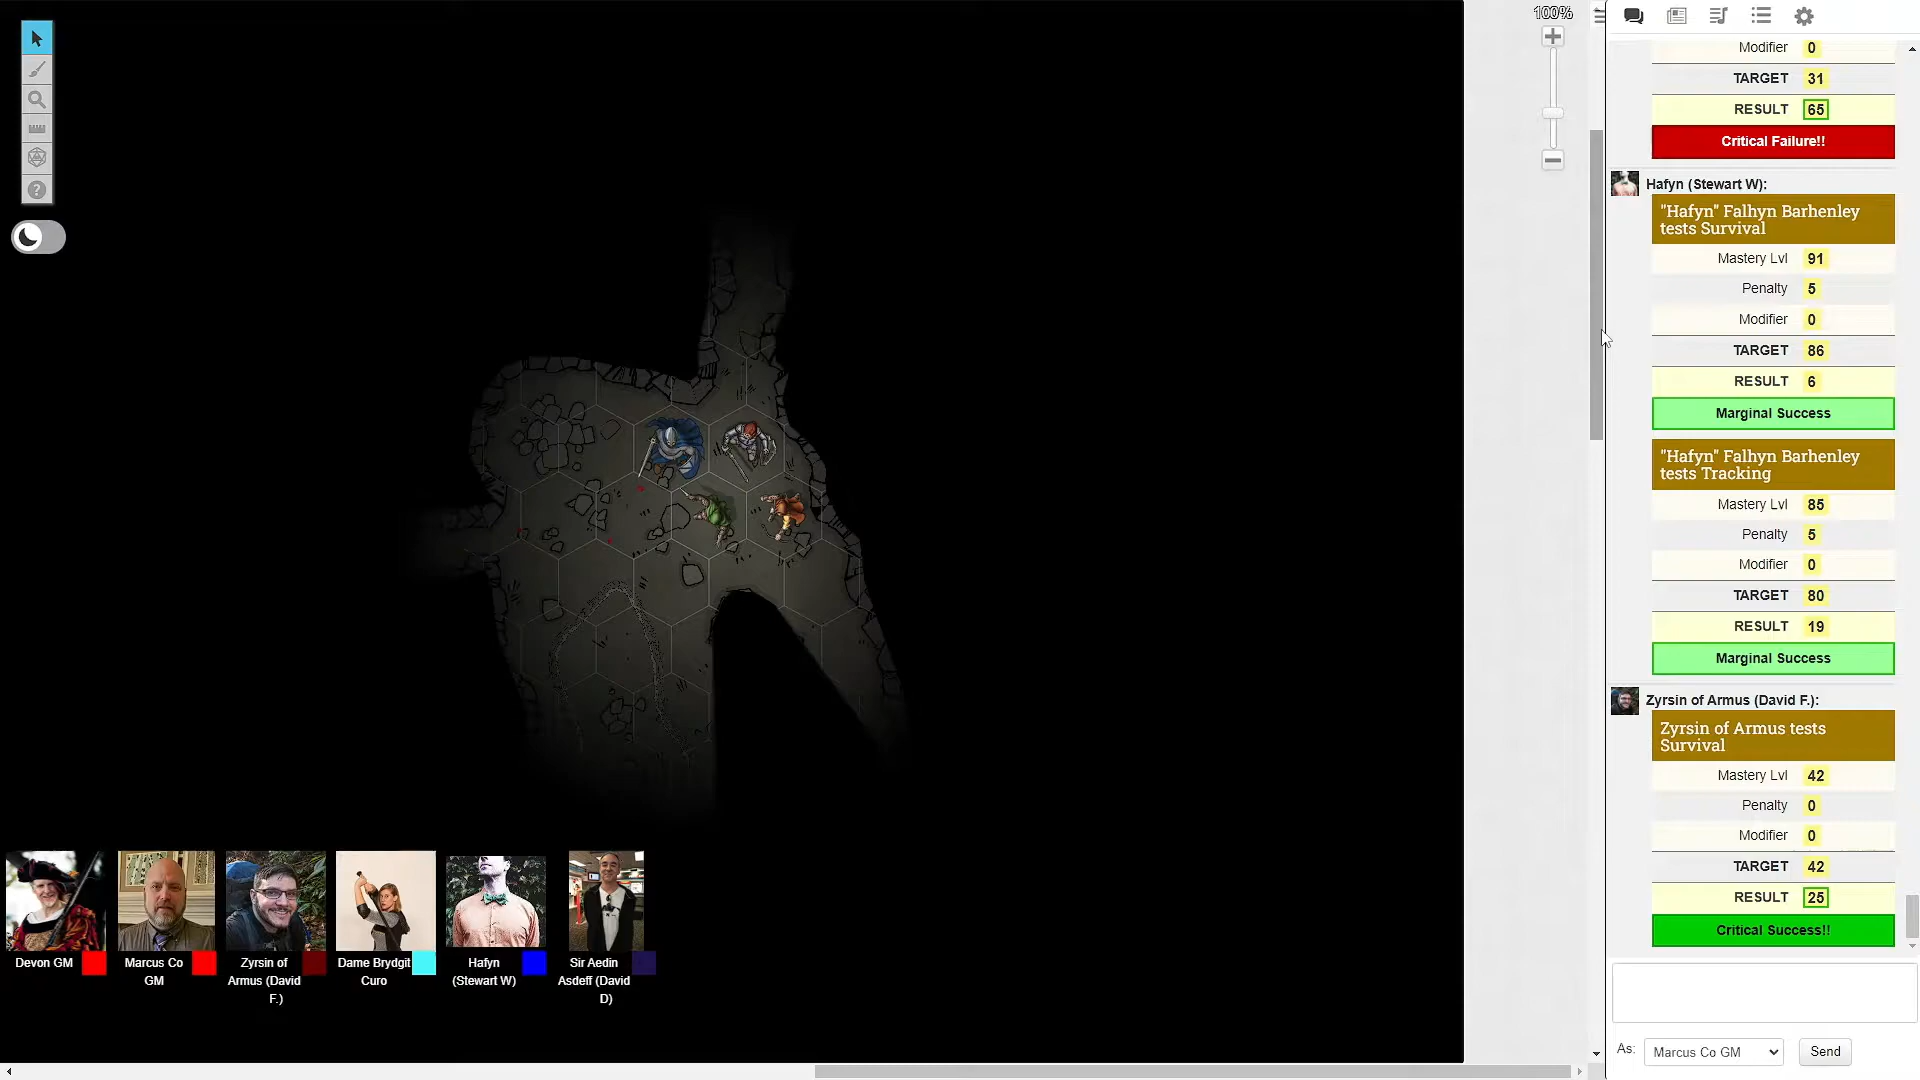 100%
Modifier 0
TARGET 31
RESULT 65
Critical Failure!!
Hafyn (Stewart W):
"Hafyn" Falhyn Barhenley
tests Survival
Mastery Lvl 91
Penalty 5
Modifier 0
TARGET 86
RESULT 6
Marginal Success
"Hafyn" Falhyn Barhenley
tests Tracking
Mastery Lvl 85
Penalty 5
Modifier 0
TARGET 80
RESULT 19
Marginal Success
Zyrsin of Armus (David F.):
Zyrsin of Armus tests
Survival
Mastery Lvl 42
Penalty 0
Modifier 0
TARGET 42
RESULT 25
Critical Success!!
As: Marcus Co GM Send
Devon GM
Marcus Co
GM
Zyrsin of
Armus (David
F.)
Dame Brydgit
Curo
Hafyn
(Stewart W)
Sir Aedin
Asdeff (David
D)